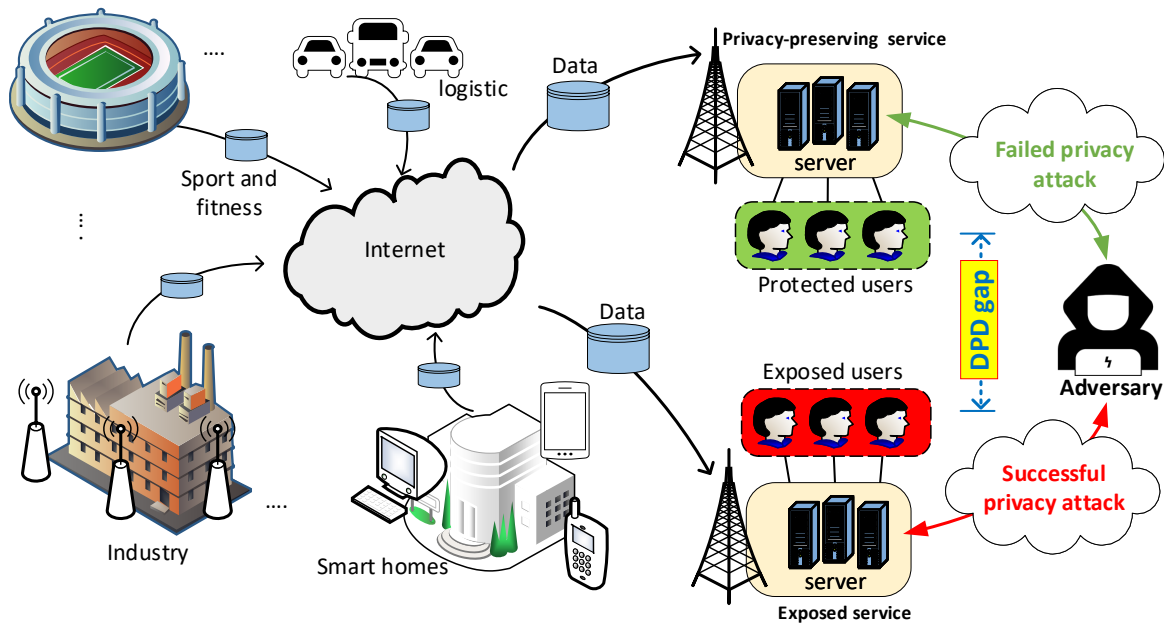 ....
logistic
Data
Privacy-preserving service
server
Failed privacy
attack
Sport and
fitness
...
Internet
Protected users
DPD gap
Data
Exposed users
Adversary
Successful
privacy attack
....
Industry
Smart homes
server
Exposed service